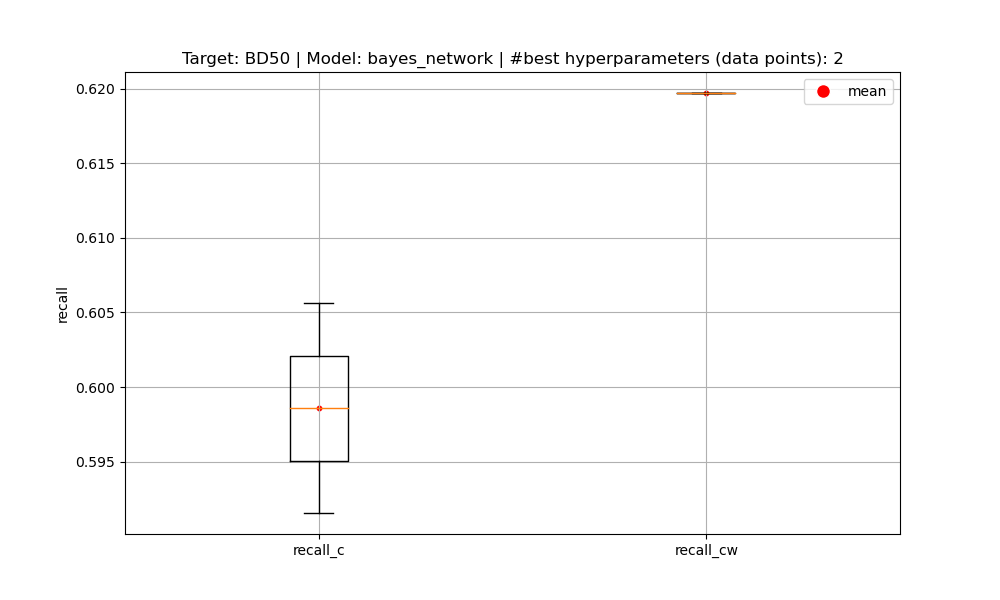 Target: BD50 | Model: bayes_network | #best hyperparameters (data points): 2
mean
0.620
0.615
0.610
0.605
0.600
0.595
recall
recall_c
recall_cw